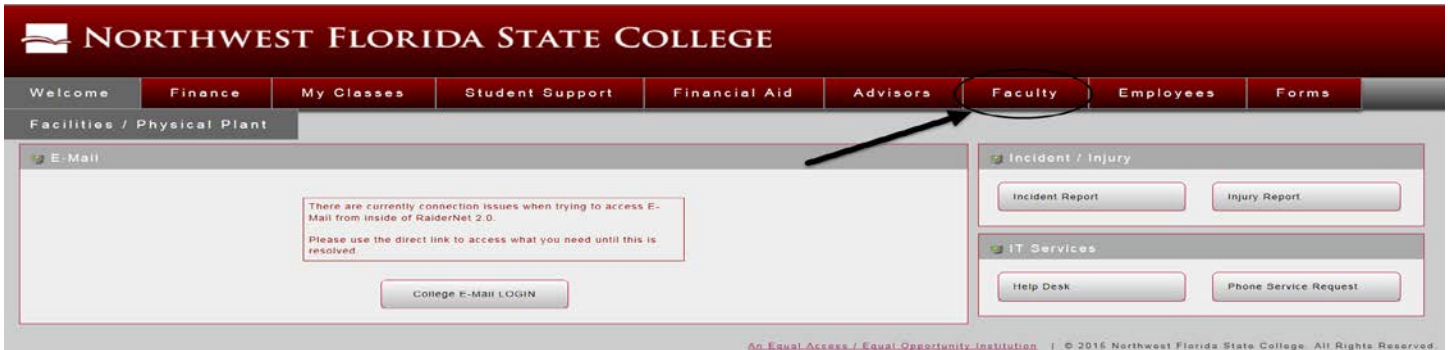 NORTHWEST FLORIDA STATE COLLEGE
Welcome Finance My Classes Student Support Financial Aid Advisors Faculty Employees Forms
Facilities / Physical Plant
E-Mail
There are currently connection issues when trying to access E-
Mail from inside of RaiderNet 2.0.
Please use the direct link to access what you need until this is
resolved.
College E-Mail LOGIN
Incident / Injury
Incident Report Injury Report
IT Services
Help Desk Phone Service Request
An Equal Access / Equal Opportunity Institution | © 2015 Northwest Florida State College. All Rights Reserved.